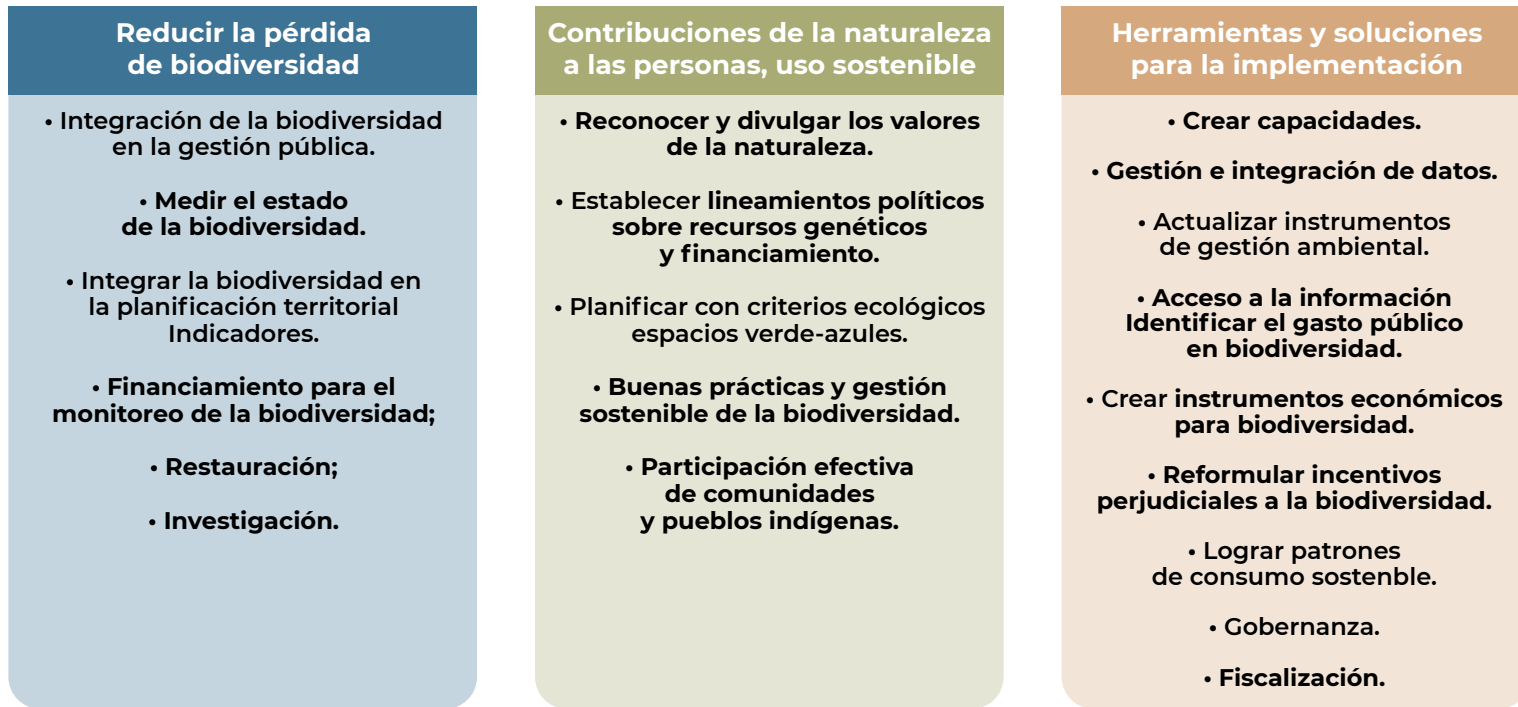 Reducir la pérdida
de biodiversidad
• Integración de la biodiversidad
en la gestión pública.
• Medir el estado
de la biodiversidad.
• Integrar la biodiversidad en
la planificación territorial
Indicadores.
• Financiamiento para el
monitoreo de la biodiversidad;
• Restauración;
• Investigación.
Contribuciones de la naturaleza
a las personas, uso sostenible
• Reconocer y divulgar los valores
de la naturaleza.
• Establecer lineamientos políticos
sobre recursos genéticos
y financiamiento.
• Planificar con criterios ecológicos
espacios verde-azules.
• Buenas prácticas y gestión
sostenible de la biodiversidad.
• Participación efectiva
de comunidades
y pueblos indígenas.
Herramientas y soluciones
para la implementación
• Crear capacidades.
• Gestión e integración de datos.
• Actualizar instrumentos
de gestión ambiental.
• Acceso a la información
Identificar el gasto público
en biodiversidad.
• Crear instrumentos económicos
para biodiversidad.
• Reformular incentivos
perjudiciales a la biodiversidad.
• Lograr patrones
de consumo sostenble.
• Gobernanza.
• Fiscalización.